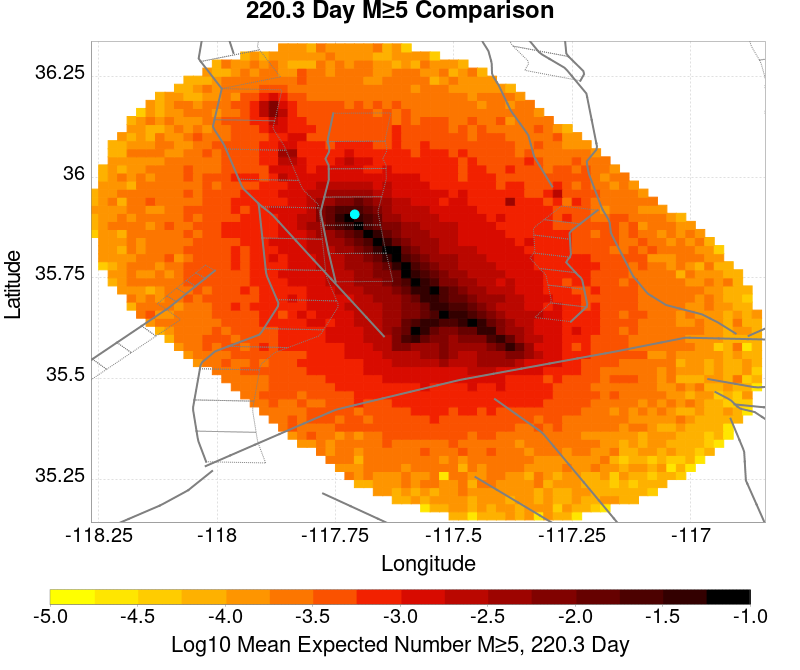 220.3 Day M≥5 Comparison
36.25
36
35.75
35.5
35.25
Latitude
-118.25 -118 -117.75 -117.5 -117.25 -117
Longitude
-5.0 -4.5 -4.0 -3.5 -3.0 -2.5 -2.0 -1.5 -1.0
Log10 Mean Expected Number M≥5, 220.3 Day